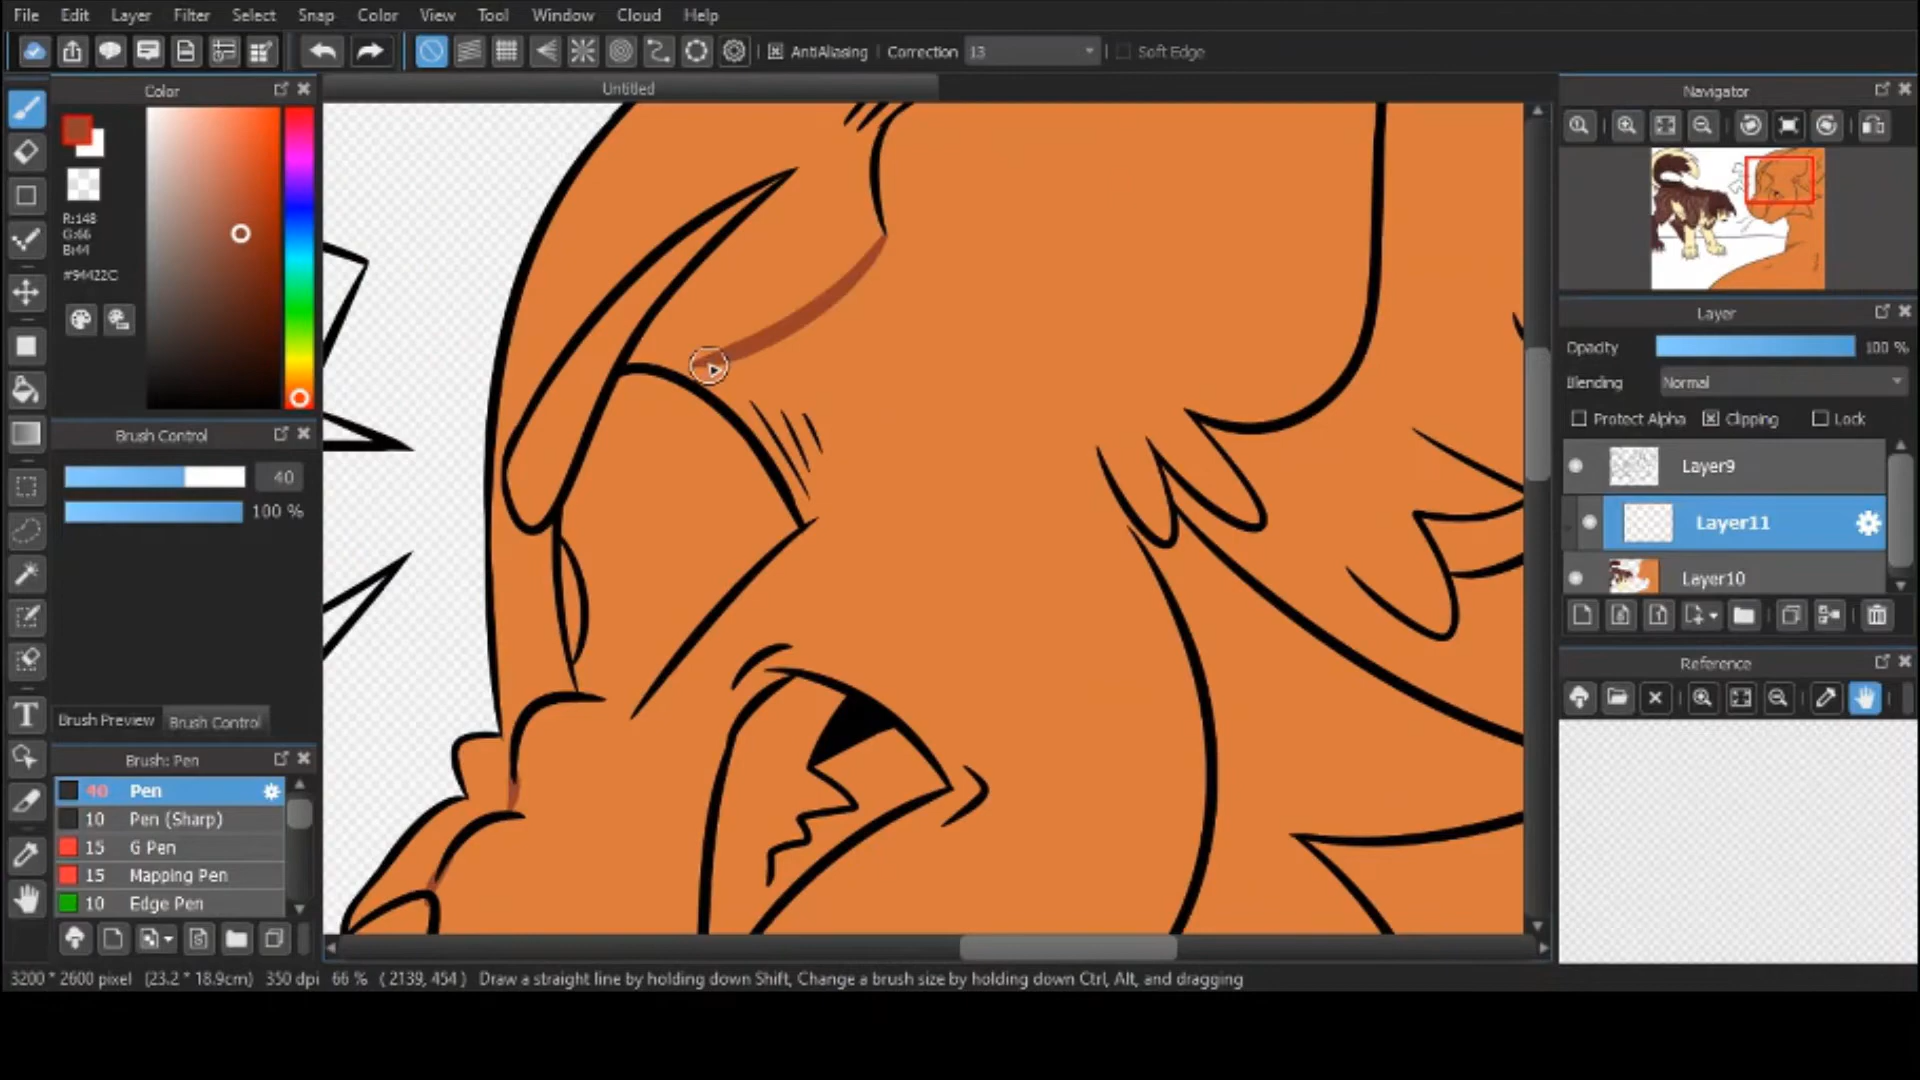 File Edit Layer Filter Select Snap Color View Tool Window Cloud Help
AntiAliasing Correction 13 Soft Edge
Color
Untitled
Navigator
R:148
G:66
B:44
#94422C
Layer
Opacity 100 %
Blending Normal
Protect Alpha Clipping Lock
Brush Control
40
100 %
Layer9
Layer11
Layer10
Reference
Brush Preview Brush Control
Brush: Pen
40 Pen
10 Pen (Sharp)
15 G Pen
15 Mapping Pen
10 Edge Pen
3200 * 2600 pixel (23.2 * 18.9cm) 350 dpi 66 % ( 2139, 454 ) Draw a straight line by holding down Shift, Change a brush size by holding down Ctrl, Alt, and dragging